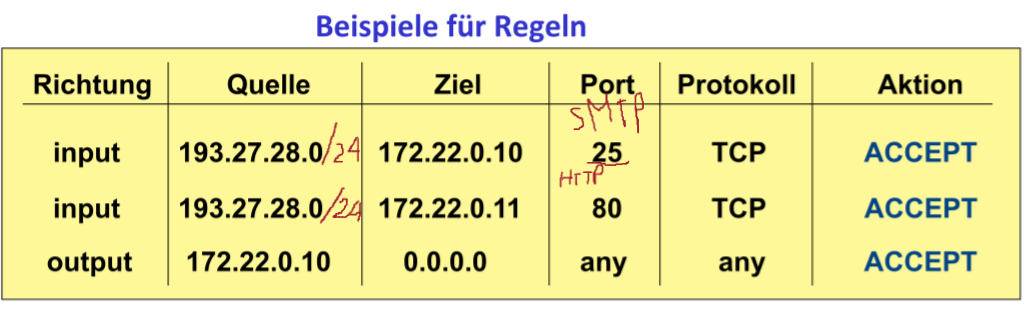 Beispiele für Regeln
Richtung Quelle Ziel Port Protokoll Aktion
SMTP
input 193.27.28.0/24 172.22.0.10 25 TCP ACCEPT
HTTP
input 193.27.28.0/24 172.22.0.11 80 TCP ACCEPT
output 172.22.0.10 0.0.0.0 any any ACCEPT